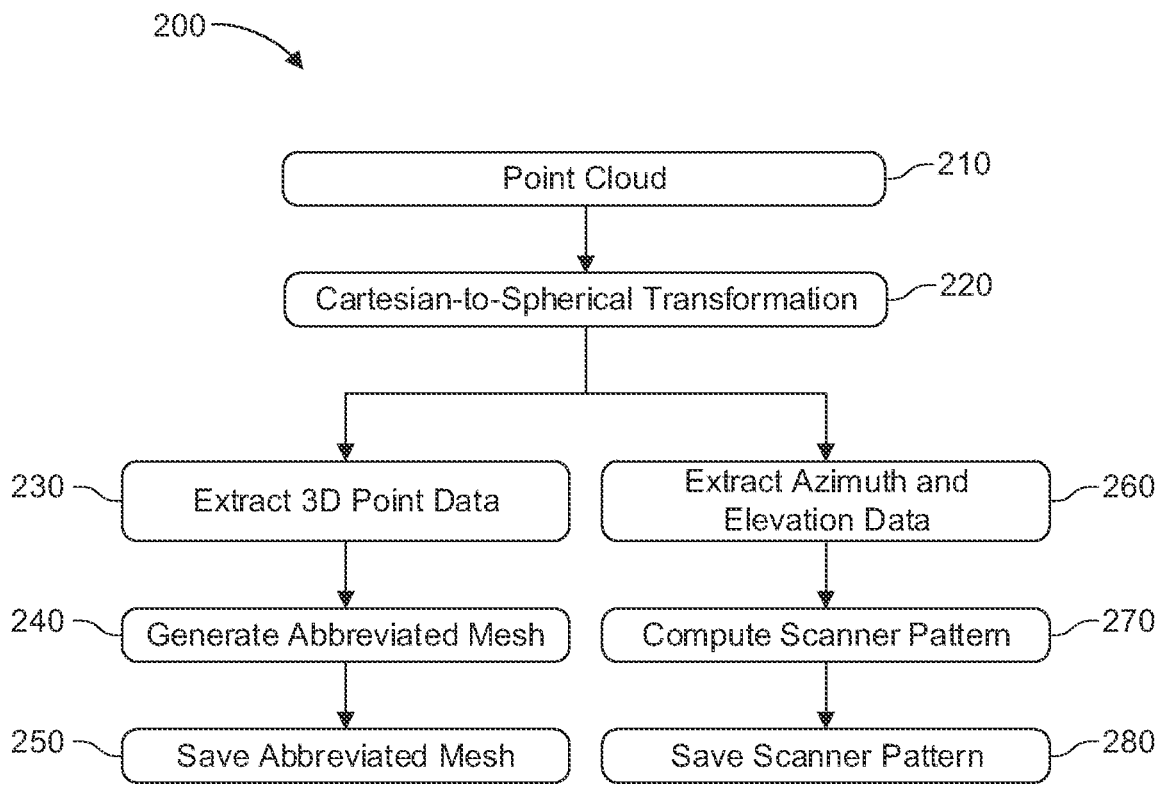 200
Point Cloud
210
Cartesian-to-Spherical Transformation
220
230
Extract 3D Point Data
Extract Azimuth and
Elevation Data
260
240
Generate Abbreviated Mesh
Compute Scanner Pattern
270
250
Save Abbreviated Mesh
Save Scanner Pattern
280